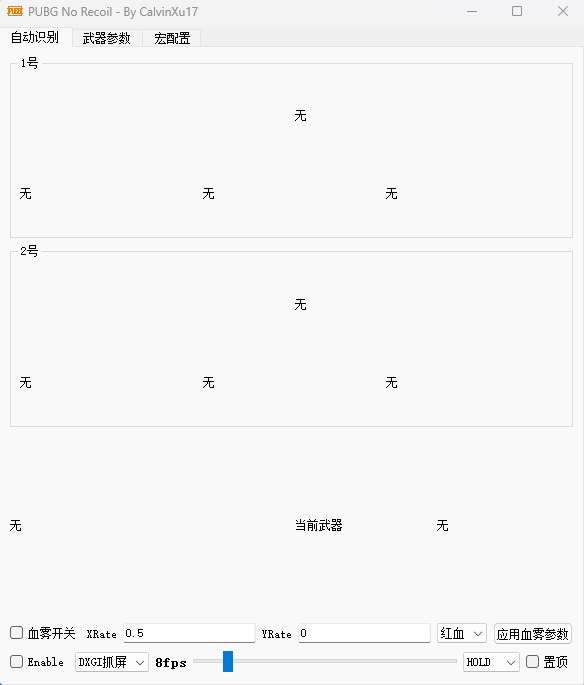 PUBG PUBG No Recoil - By CalvinXu17
自动识别 武器参数 宏配置
1号
无
无 无 无
2号
无
无 无 无
无 当前武器 无
血雾开关 XRate 0.5 YRate 0 红血 应用血雾参数
Enable DXGI抓屏 8fps HOLD 置顶